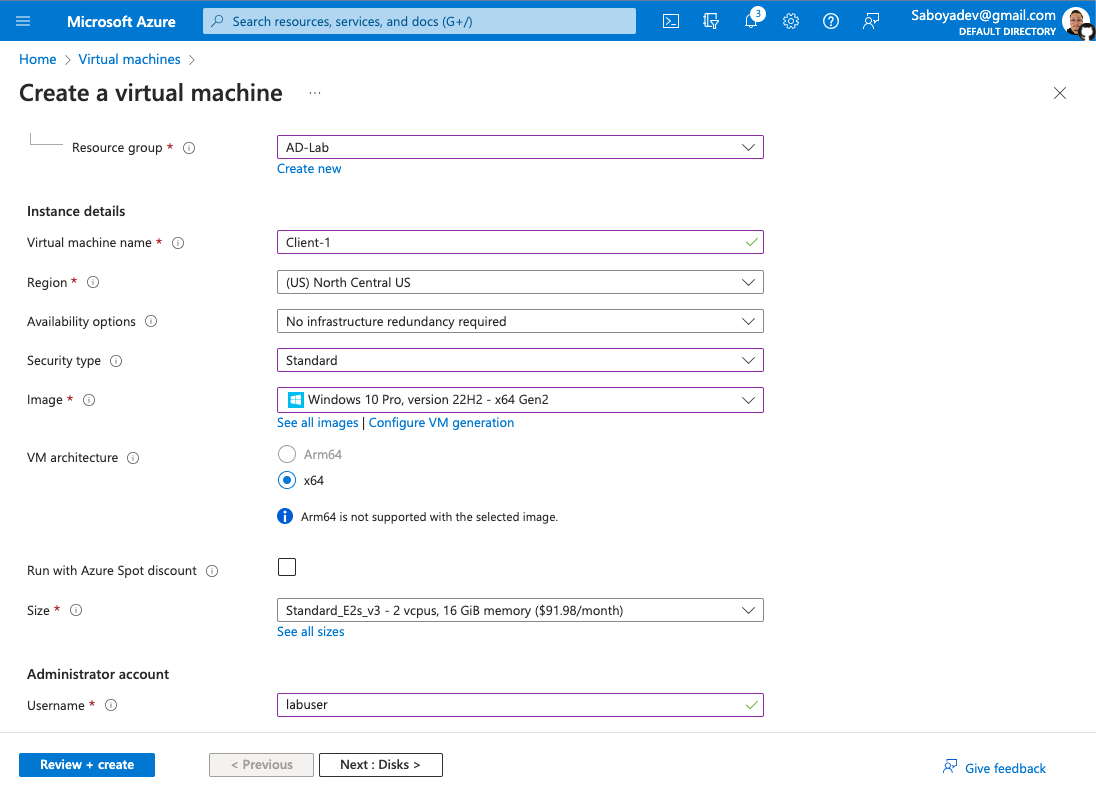 Microsoft Azure
Search resources, services, and docs (G+/)
3
Saboyadev@gmail.com
DEFAULT DIRECTORY
Home > Virtual machines >
Create a virtual machine ...
Resource group * AD-Lab
Create new
Instance details
Virtual machine name * Client-1
Region * (US) North Central US
Availability options No infrastructure redundancy required
Security type Standard
Image * Windows 10 Pro, version 22H2 - x64 Gen2
See all images | Configure VM generation
VM architecture Arm64
x64
Arm64 is not supported with the selected image.
Run with Azure Spot discount
Size * Standard_E2s_v3 - 2 vcpus, 16 GiB memory ($91.98/month)
See all sizes
Administrator account
Username * labuser
Review + create < Previous Next : Disks > Give feedback